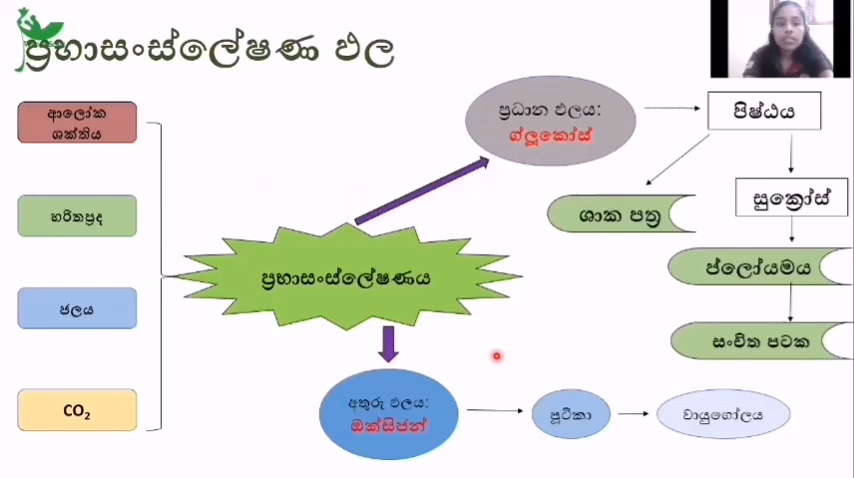 ප්‍රභාසංස්ලේෂණ ඵල
ආලෝක
ශක්තිය
හරිතප්‍රද
ජලය
CO₂
ප්‍රභාසංස්ලේෂණය
ප්‍රධාන ඵලය:
ග්ලූකෝස්
පිෂ්ඨය
ශාක පත්‍ර
සුක්‍රෝස්
ප්ලෝයමය
සංචිත පටක
අතුරු ඵලය:
ඔක්සිජන්
පූටිකා
වායුගෝලය